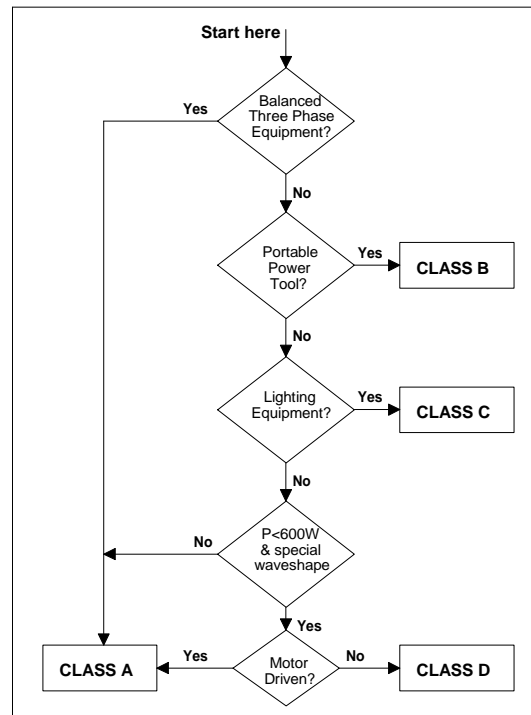 Start here
Balanced
Three Phase
Equipment?
Yes
No
Portable
Power
Tool?
Yes
CLASS B
No
Lighting
Equipment?
Yes
CLASS C
No
P<600W
& special
waveshape
No
Yes
CLASS A
Yes
Motor
Driven?
No
CLASS D